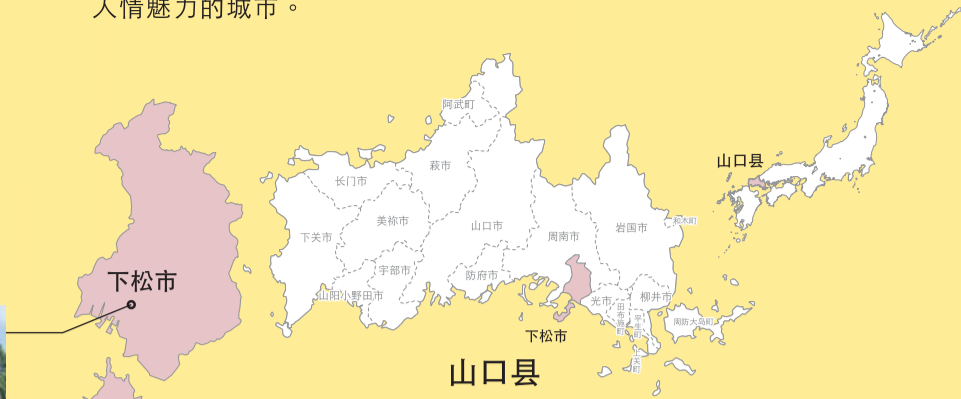 人情魅力的城市。
阿武町
萩市
长门市
美祢市
下关市
山口市
宇部市
山阳小野田市
防府市
周南市
岩国市
和木町
光市
柳井市
田布施町
平生町
上关町
周防大岛町
下松市
山口县
山口县
下松市